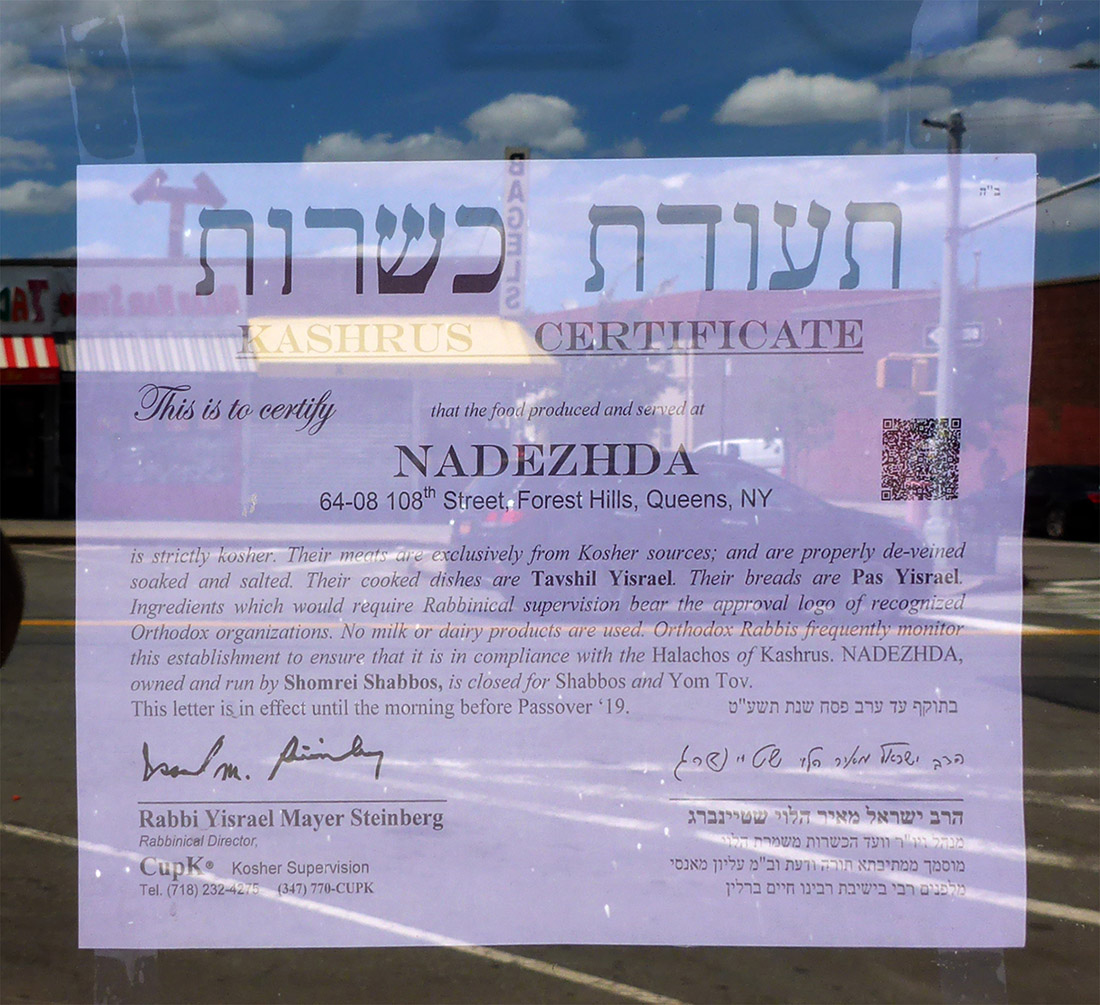 ב"ה
תעודת כשרות
KASHRUS CERTIFICATE
This is to certify that the food produced and served at
NADEZHDA
64-08 108th Street, Forest Hills, Queens, NY
is strictly kosher. Their meats are exclusively from Kosher sources; and are properly de-veined
soaked and salted. Their cooked dishes are Tavshil Yisrael. Their breads are Pas Yisrael.
Ingredients which would require Rabbinical supervision bear the approval logo of recognized
Orthodox organizations. No milk or dairy products are used. Orthodox Rabbis frequently monitor
this establishment to ensure that it is in compliance with the Halachos of Kashrus. NADEZHDA,
owned and run by Shomrei Shabbos, is closed for Shabbos and Yom Tov.
This letter is in effect until the morning before Passover ‘19. בתוקף עד ערב פסח שנת תשע"ט
הרב ישראל מאיר הלוי
Rabbi Yisrael Mayer Steinberg
Rabbinical Director,
CupK® Kosher Supervision
Tel. (718) 232-4275 (347) 770-CUPK
הרב ישראל מאיר הלוי שטיינברג
מנהל ויו"ר וועד הכשרות משמרת הלוי
מוסמך ממתיבתא תורה ודעת וב"מ עליון מאנסי
מלפנים רבי בישיבת רבינו חיים ברלין
BAGELS